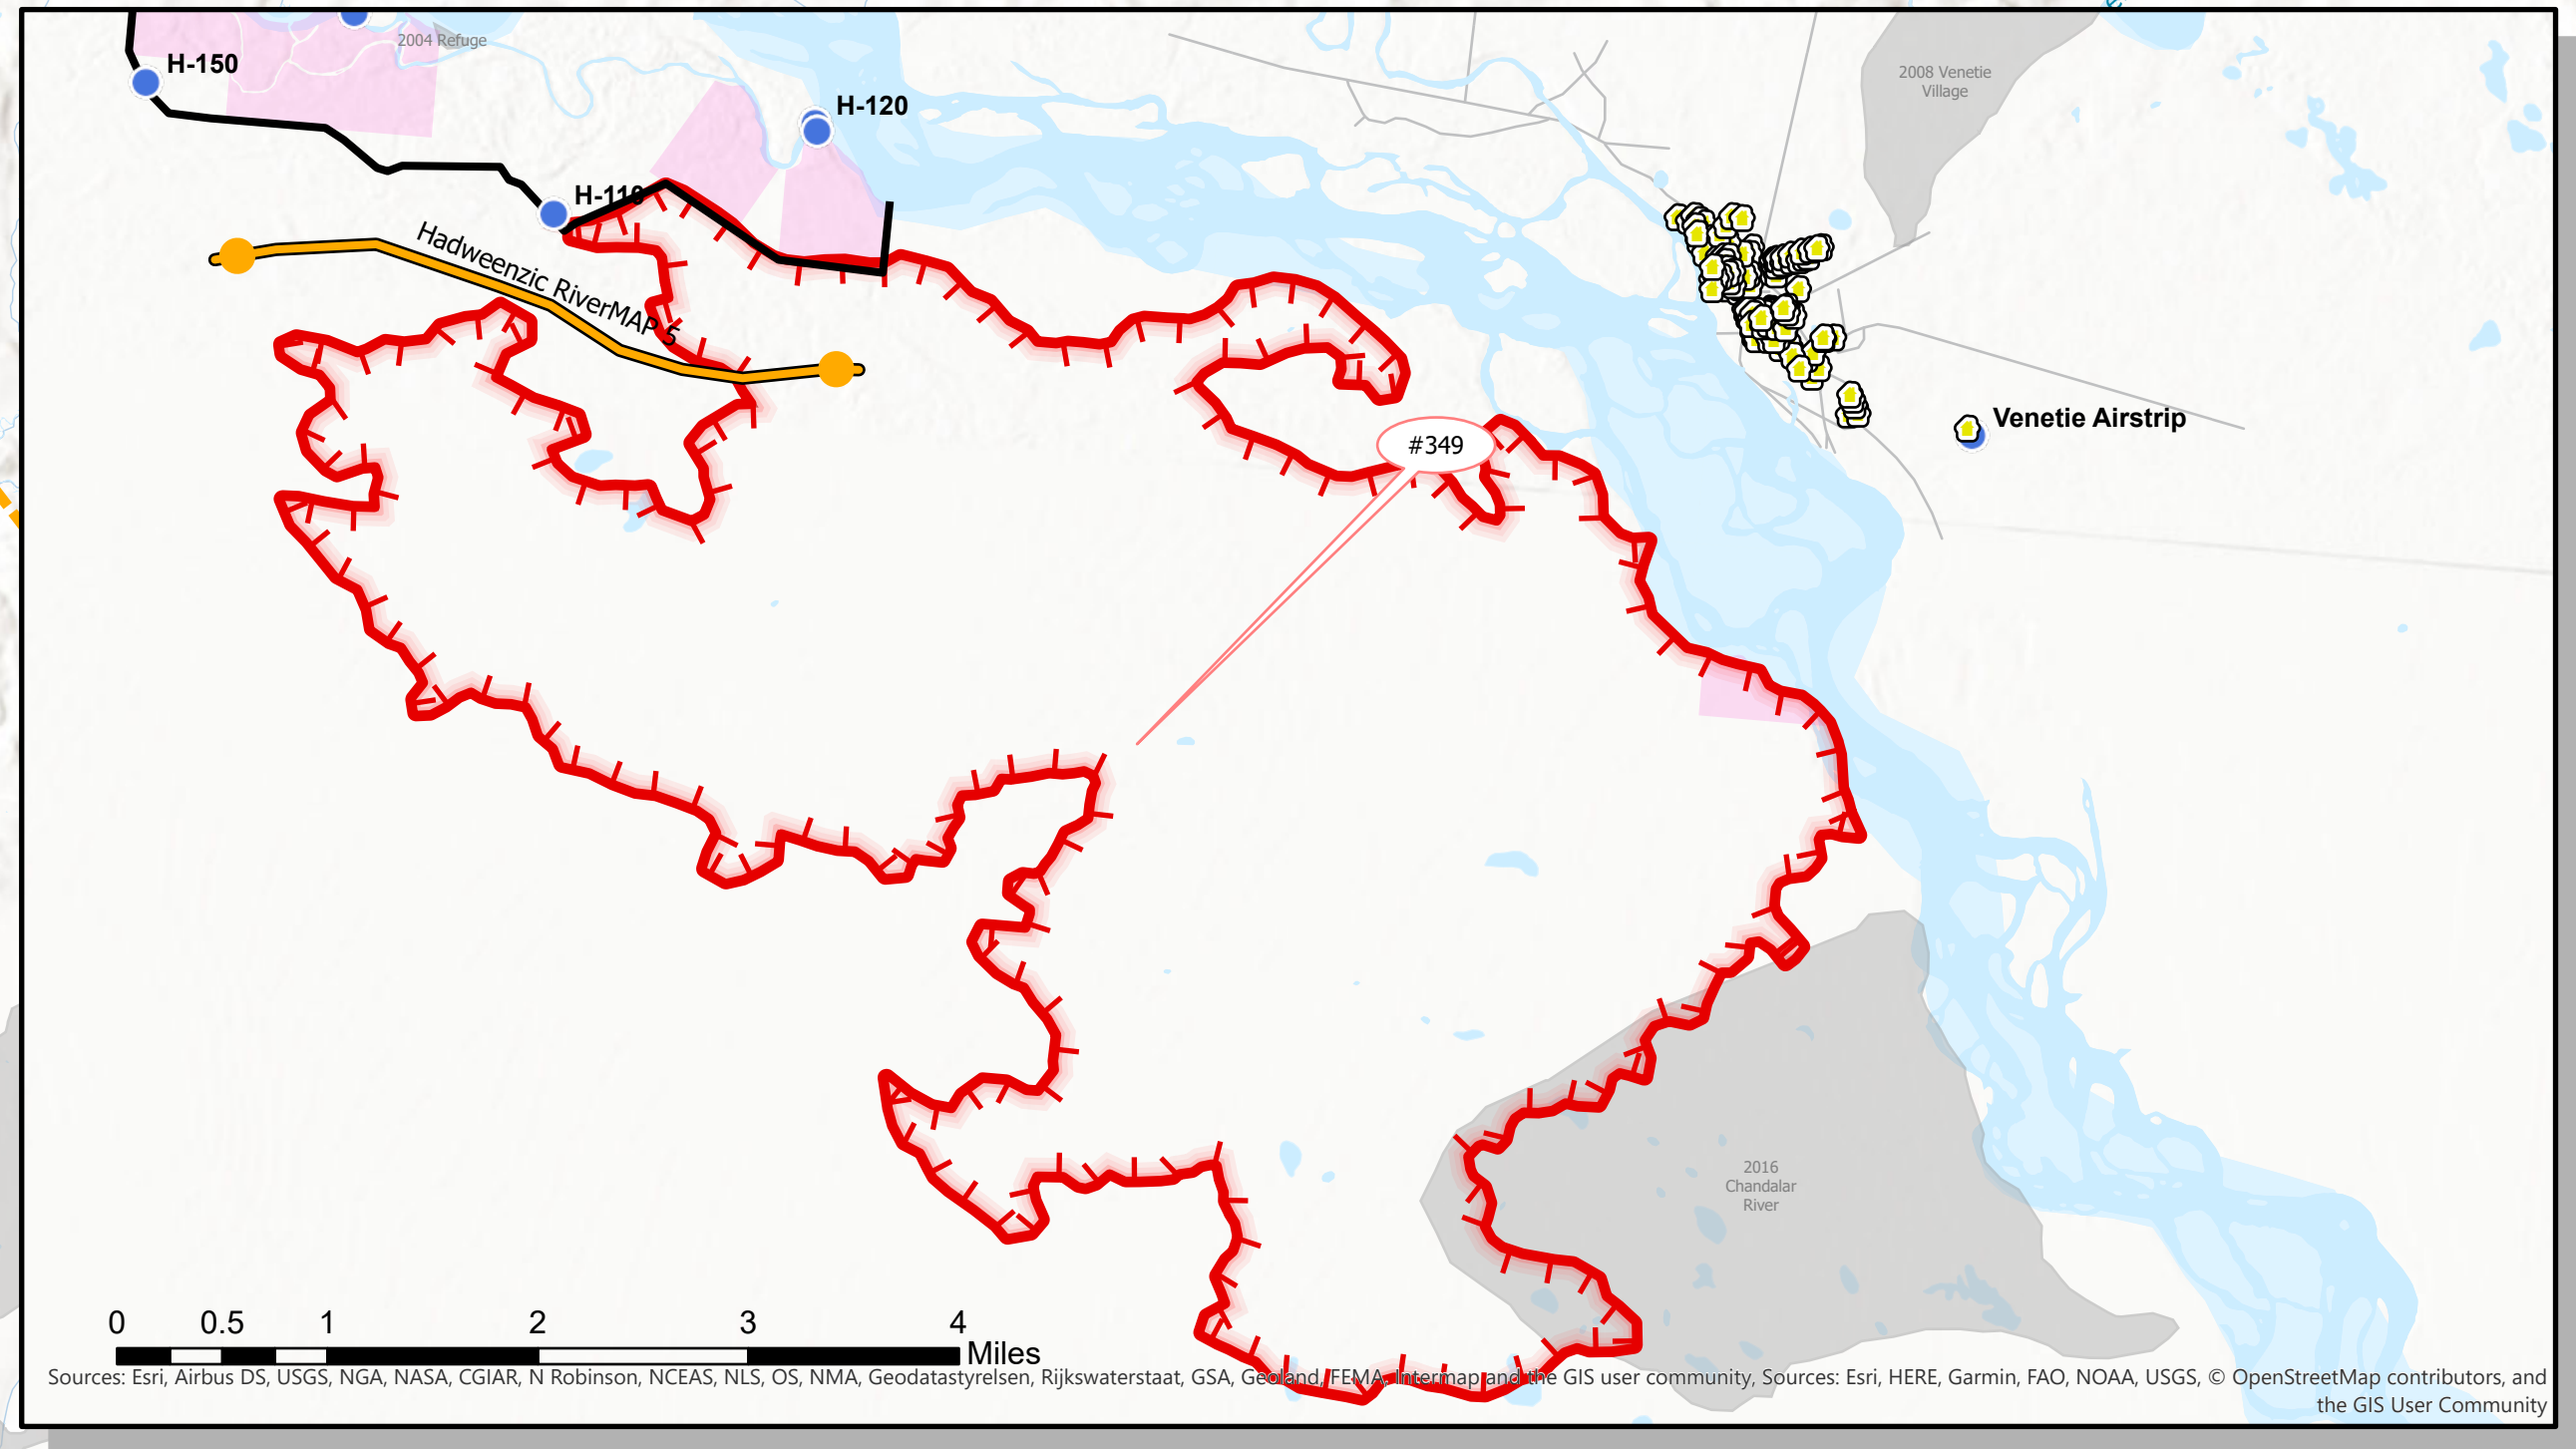 2004 Refuge
H-150
2008 Venetie
Village
H-120
H-110
Hadweenzic RiverMAP 5
Venetie Airstrip
#349
2016
Chandalar
River
0 0.5 1 2 3 4
Miles
Sources: Esri, Airbus DS, USGS, NGA, NASA, CGIAR, N Robinson, NCEAS, NLS, OS, NMA, Geodatastyrelsen, Rijkswaterstaat, GSA, Geoland, FEMA, Intermap and the GIS user community, Sources: Esri, HERE, Garmin, FAO, NOAA, USGS, © OpenStreetMap contributors, and
the GIS User Community